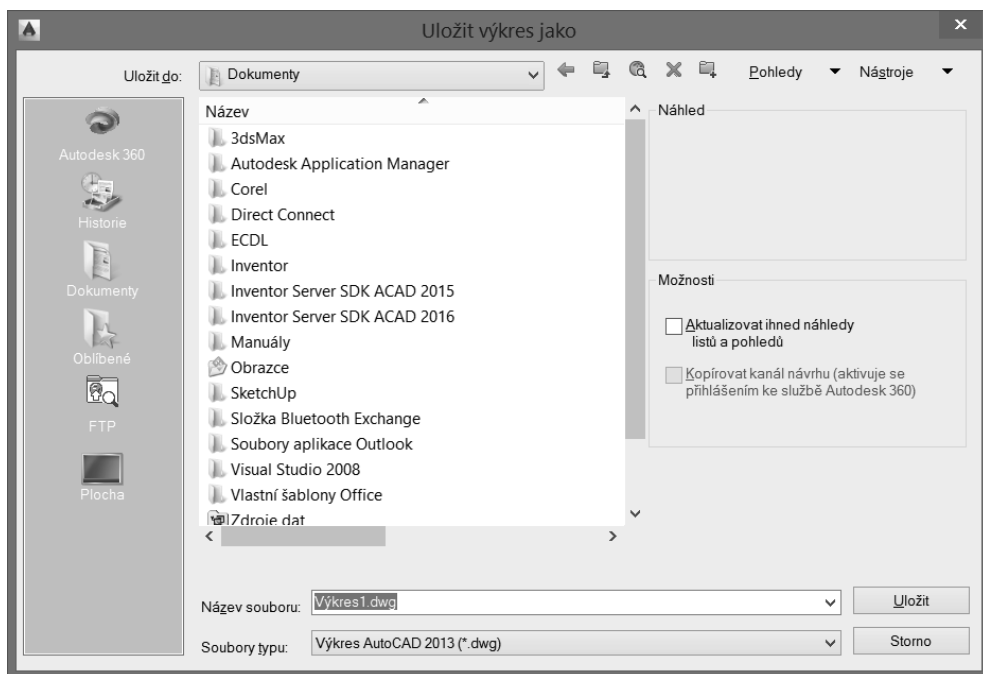 Uložit výkres jako
Uložit do:
Dokumenty
Pohledy
Nástroje
Autodesk 360
Historie
Dokumenty
Oblíbené
FTP
Plocha
Název
3dsMax
Autodesk Application Manager
Corel
Direct Connect
ECDL
Inventor
Inventor Server SDK ACAD 2015
Inventor Server SDK ACAD 2016
Manuály
Obrazce
SketchUp
Složka Bluetooth Exchange
Soubory aplikace Outlook
Visual Studio 2008
Vlastní šablony Office
Zdroje dat
Náhled
Možnosti
Aktualizovat ihned náhledy
listů a pohledů
Kopírovat kanál návrhu (aktivuje se
přihlášením ke službě Autodesk 360)
Název souboru:
Výkres1.dwg
Uložit
Soubory typu:
Výkres AutoCAD 2013 (*.dwg)
Storno